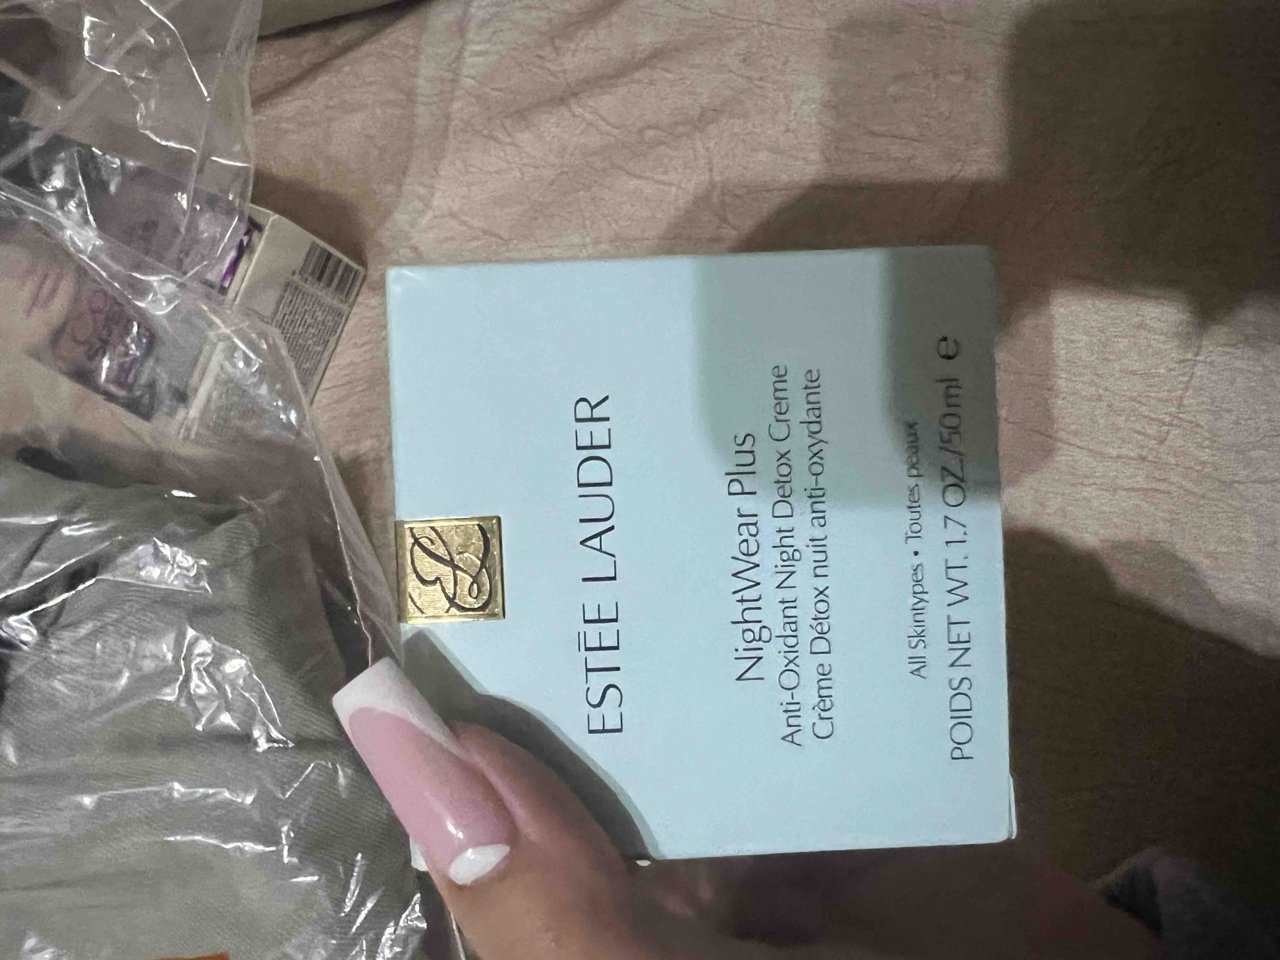 ESTĒE LAUDER
NightWear Plus
Anti-Oxidant Night Detox Creme
Crème Détox nuit anti-oxydante
All Skintypes • Toutes peaux
POIDS NET WT. 1.7 OZ./50 ml e